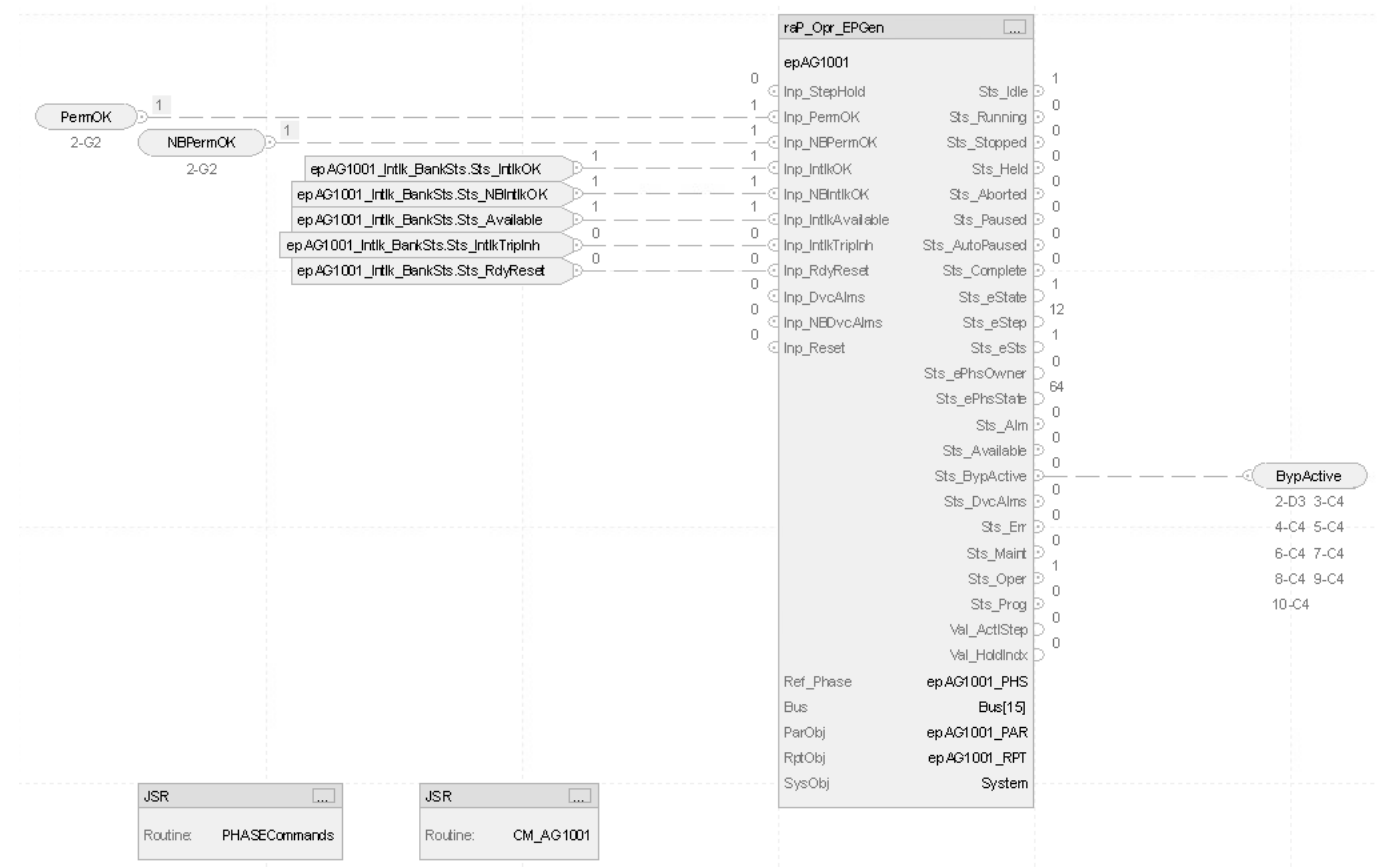 raP_Opr_EPGen ...
epAG1001
0 Inp_StepHold Sts_Idle 1
PermOK 1 1 Inp_PermOK Sts_Running 0
2-G2 NBPermOK 1 1 Inp_NBPermOK Sts_Stopped 0
2-G2 epAG1001_Intlk_BankSts.Sts_IntlkOK 1 1 Inp_IntlkOK Sts_Held 0
epAG1001_Intlk_BankSts.Sts_NBIntlkOK 1 1 Inp_NBIntlkOK Sts_Aborted 0
epAG1001_Intlk_BankSts.Sts_Available 1 1 Inp_IntlkAvailable Sts_Paused 0
epAG1001_Intlk_BankSts.Sts_IntlkTripInh 0 0 Inp_IntlkTripInh Sts_AutoPaused 0
epAG1001_Intlk_BankSts.Sts_RdyReset 0 0 Inp_RdyReset Sts_Complete 0
0 Inp_DvcAlms Sts_eState 1
0 Inp_NBDvcAlms Sts_eStep 12
0 Inp_Reset Sts_eSts 1
Sts_ePhsOwner 0
Sts_ePhsState 64
Sts_Alm 0
Sts_Available 0
Sts_BypActive 0 BypActive
Sts_DvcAlms 0 2-D3 3-C4
Sts_Err 0 4-C4 5-C4
Sts_Maint 0 6-C4 7-C4
Sts_Oper 1 8-C4 9-C4
Sts_Prog 0 10-C4
Val_ActlStep 0
Val_HoldIndx 0
Ref_Phase epAG1001_PHS
Bus Bus[15]
ParObj epAG1001_PAR
RptObj epAG1001_RPT
SysObj System
JSR ... JSR ...
Routine: PHASECommands Routine: CM_AG1001